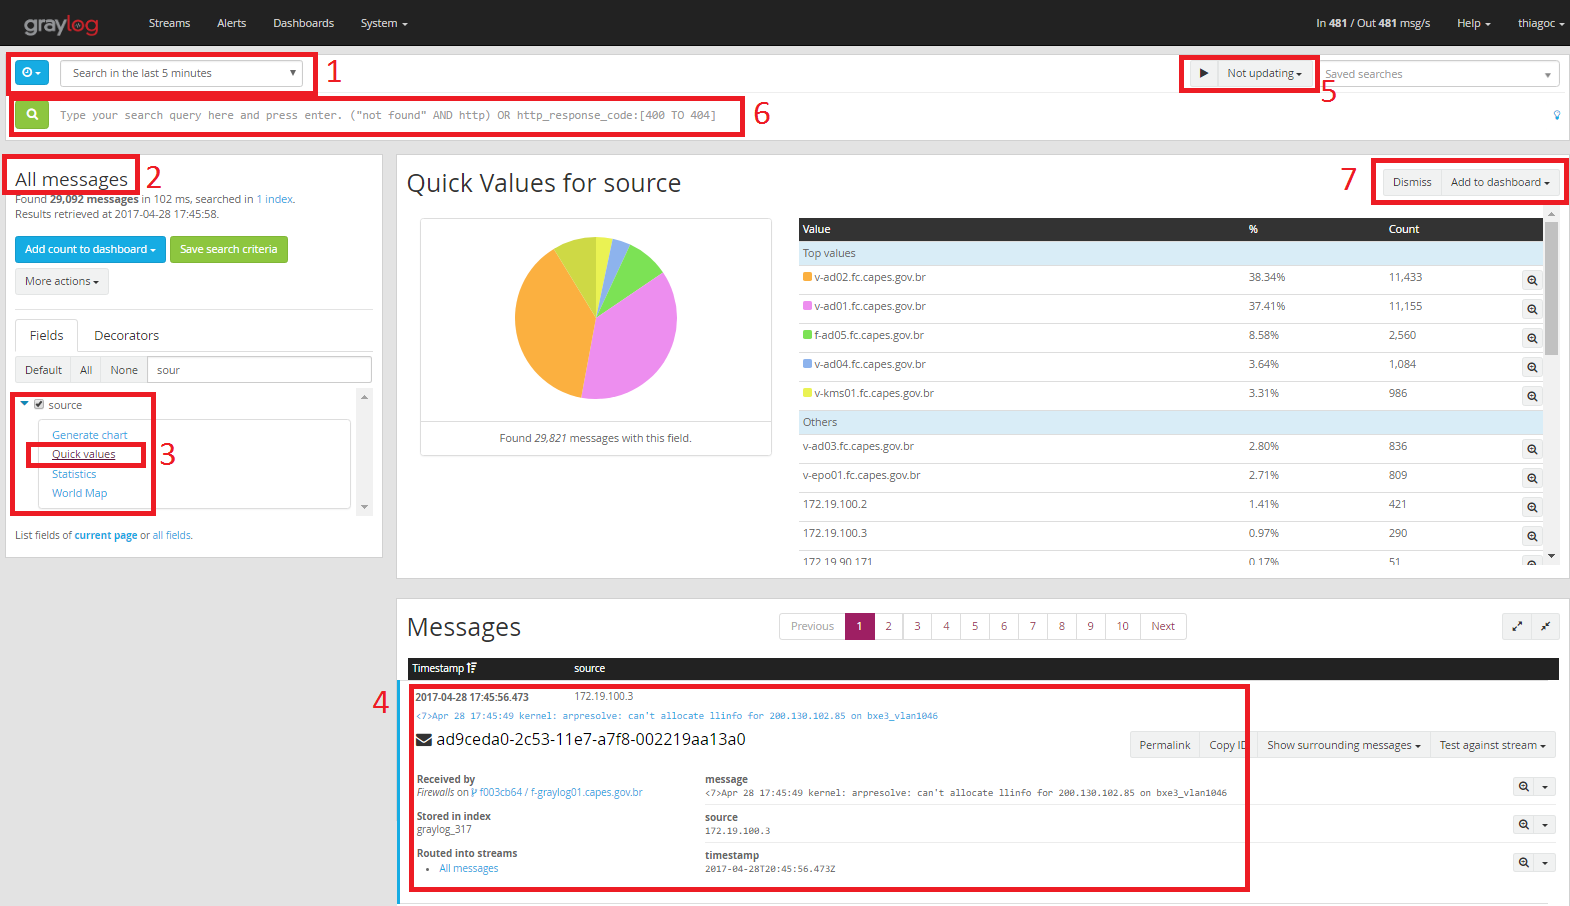 graylog
Streams
Alerts
Dashboards
System
In 481 / Out 481 msg/s
Help
thiagoc
Search in the last 5 minutes
1
Not updating
Saved searches
5
Type your search query here and press enter. ("not found" AND http) OR http_response_code:[400 TO 404]
6
All messages
2
Found 29,092 messages in 102 ms, searched in 1 index.
Results retrieved at 2017-04-28 17:45:58.
Add count to dashboard
Save search criteria
More actions
Fields
Decorators
Default
All
None
sour
source
Generate chart
Quick values
3
Statistics
World Map
List fields of current page or all fields.
Quick Values for source
7
Dismiss
Add to dashboard
Found 29,821 messages with this field.
Value % Count
Top values
v-ad02.fc.capes.gov.br 38.34% 11,433
v-ad01.fc.capes.gov.br 37.41% 11,155
f-ad05.fc.capes.gov.br 8.58% 2,560
v-ad04.fc.capes.gov.br 3.64% 1,084
v-kms01.fc.capes.gov.br 3.31% 986
Others
v-ad03.fc.capes.gov.br 2.80% 836
v-epo01.fc.capes.gov.br 2.71% 809
172.19.100.2 1.41% 421
172.19.100.3 0.97% 290
172.19.90.171 0.17% 51
Messages
Previous 1 2 3 4 5 6 7 8 9 10 Next
Timestamp source
4
2017-04-28 17:45:56.473 172.19.100.3
<7>Apr 28 17:45:49 kernel: arpresolve: can't allocate llinfo for 200.130.102.85 on bxe3_vlan1046
ad9ceda0-2c53-11e7-a7f8-002219aa13a0
Permalink
Copy ID
Show surrounding messages
Test against stream
Received by
Firewalls on f003cb64 / f-graylog01.capes.gov.br
Stored in index
graylog_317
Routed into streams
• All messages
message
<7>Apr 28 17:45:49 kernel: arpresolve: can't allocate llinfo for 200.130.102.85 on bxe3_vlan1046
source
172.19.100.3
timestamp
2017-04-28T20:45:56.473Z